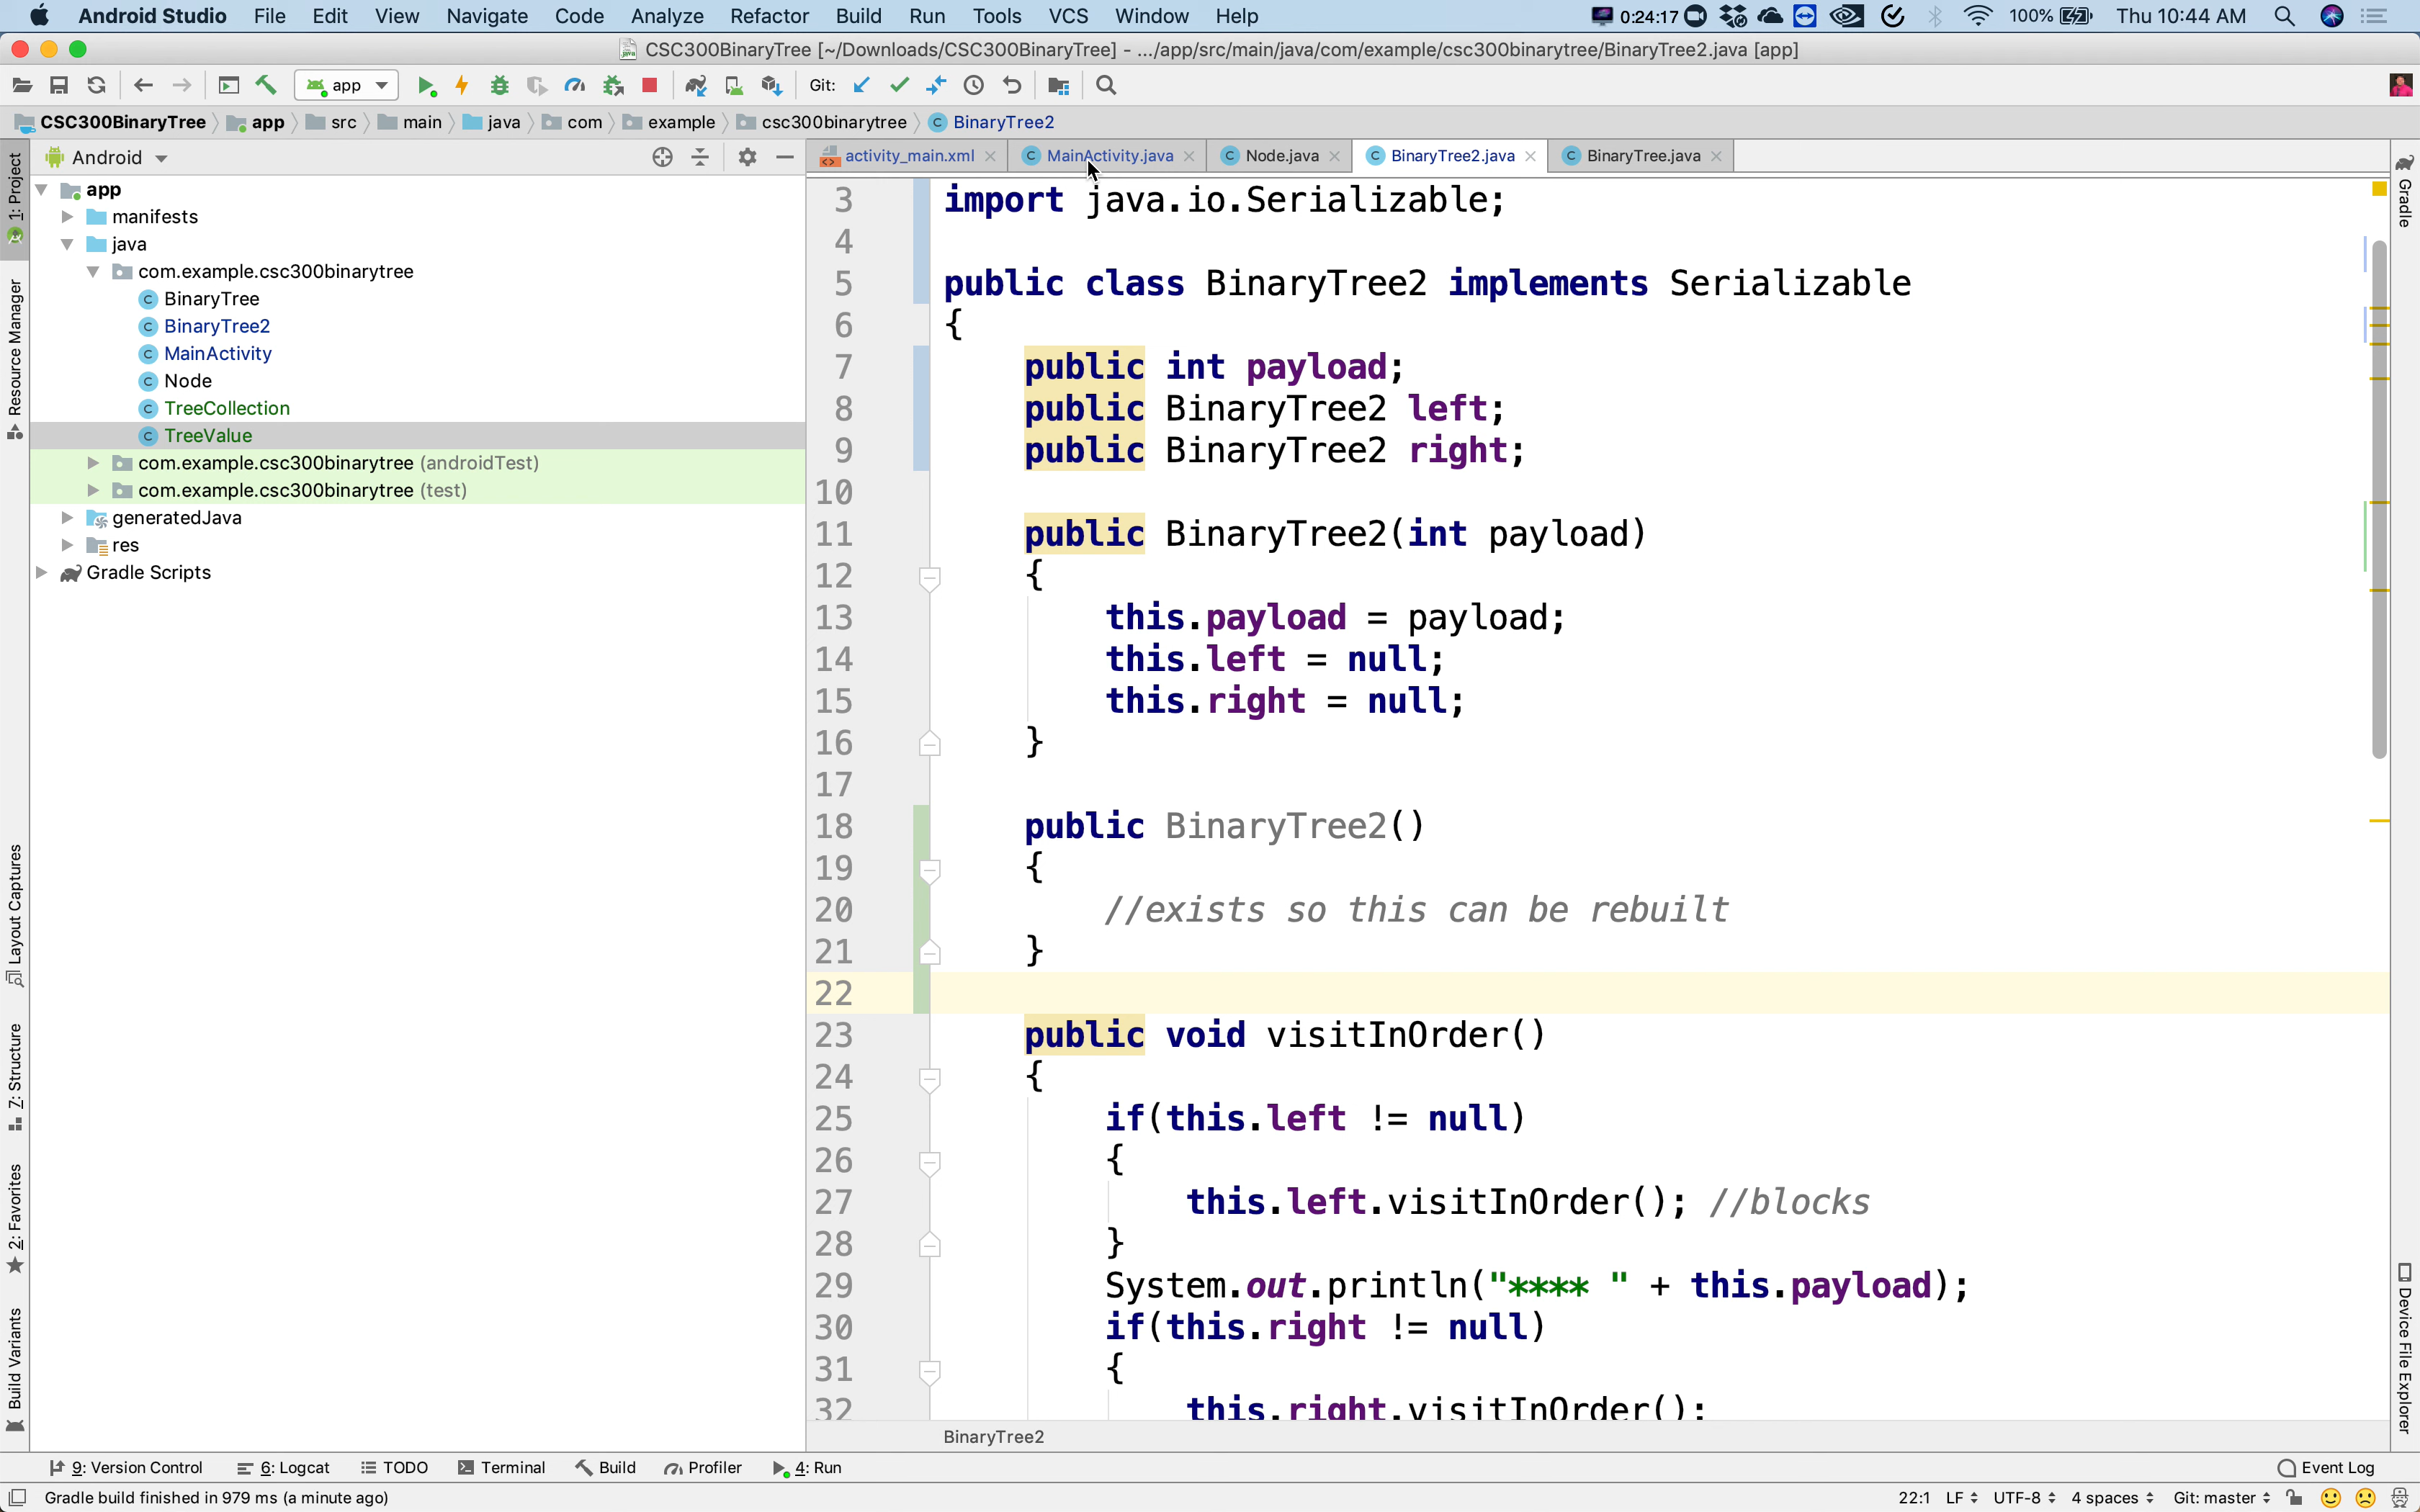 Android Studio File Edit View Navigate Code Analyze Refactor Build Run Tools VCS Window Help 0:24:17 100% Thu 10:44 AM
CSC300BinaryTree [~/Downloads/CSC300BinaryTree] - .../app/src/main/java/com/example/csc300binarytree/BinaryTree2.java [app]
app Git:
CSC300BinaryTree app src main java com example csc300binarytree BinaryTree2
Android
activity_main.xml MainActivity.java Node.java BinaryTree2.java BinaryTree.java
1: Project
Resource Manager
Layout Captures
7: Structure
2: Favorites
Build Variants
app
manifests
java
com.example.csc300binarytree
BinaryTree
BinaryTree2
MainActivity
Node
TreeCollection
TreeValue
com.example.csc300binarytree (androidTest)
com.example.csc300binarytree (test)
generatedJava
res
Gradle Scripts
3 import java.io.Serializable;
4
5 public class BinaryTree2 implements Serializable
6 {
7 public int payload;
8 public BinaryTree2 left;
9 public BinaryTree2 right;
10
11 public BinaryTree2(int payload)
12 {
13 this.payload = payload;
14 this.left = null;
15 this.right = null;
16 }
17
18 public BinaryTree2()
19 {
20 //exists so this can be rebuilt
21 }
22
23 public void visitInOrder()
24 {
25 if(this.left != null)
26 {
27 this.left.visitInOrder(); //blocks
28 }
29 System.out.println("**** " + this.payload);
30 if(this.right != null)
31 {
32 this.right.visitInOrder();
BinaryTree2
Gradle
Device File Explorer
9: Version Control 6: Logcat TODO Terminal Build Profiler 4: Run Event Log
Gradle build finished in 979 ms (a minute ago) 22:1 LF UTF-8 4 spaces Git: master